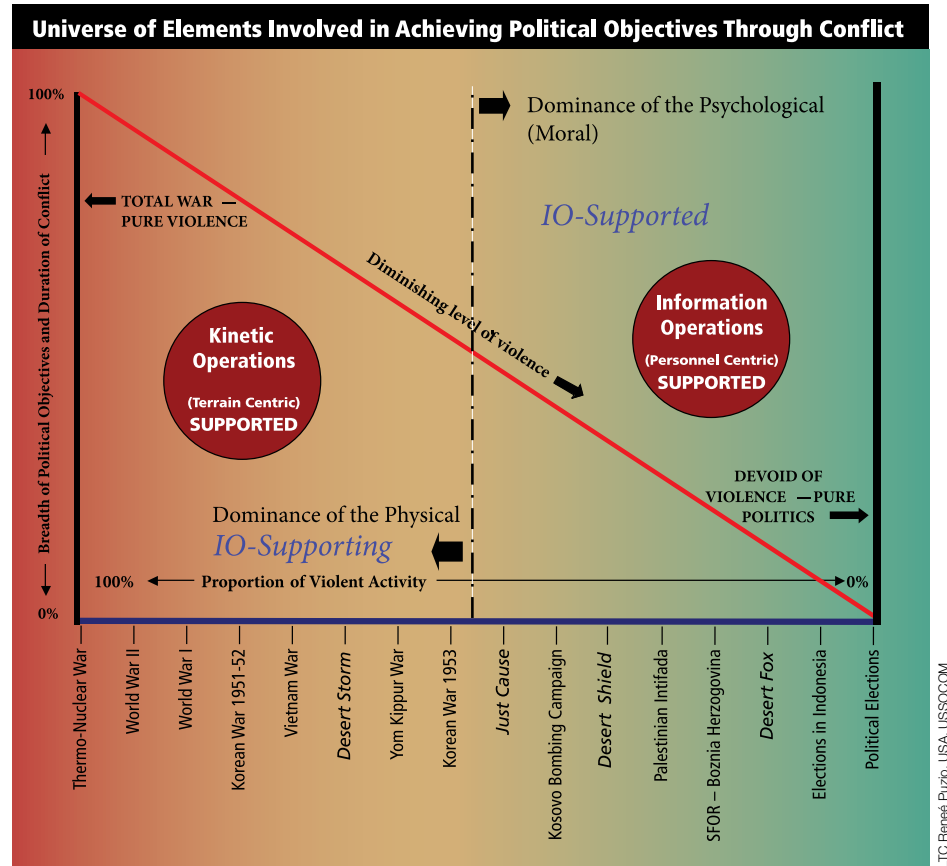 Universe of Elements Involved in Achieving Political Objectives Through Conflict
100%
Breadth of Political Objectives and Duration of Conflict
0%
Dominance of the Psychological
(Moral)
TOTAL WAR —
PURE VIOLENCE
IO-Supported
Diminishing level of violence
Kinetic
Operations
(Terrain Centric)
SUPPORTED
Information
Operations
(Personnel Centric)
SUPPORTED
DEVOID OF
VIOLENCE — PURE
POLITICS
Dominance of the Physical
IO-Supporting
100%
Proportion of Violent Activity
0%
Thermo-Nuclear War
World War II
World War I
Korean War 1951-52
Vietnam War
Desert Storm
Yom Kippur War
Korean War 1953
Just Cause
Kosovo Bombing Campaign
Desert Shield
Palestinian Intifada
SFOR – Boznia Herzogovina
Desert Fox
Elections in Indonesia
Political Elections
TC Reneé Puzio, USA, USSOCOM